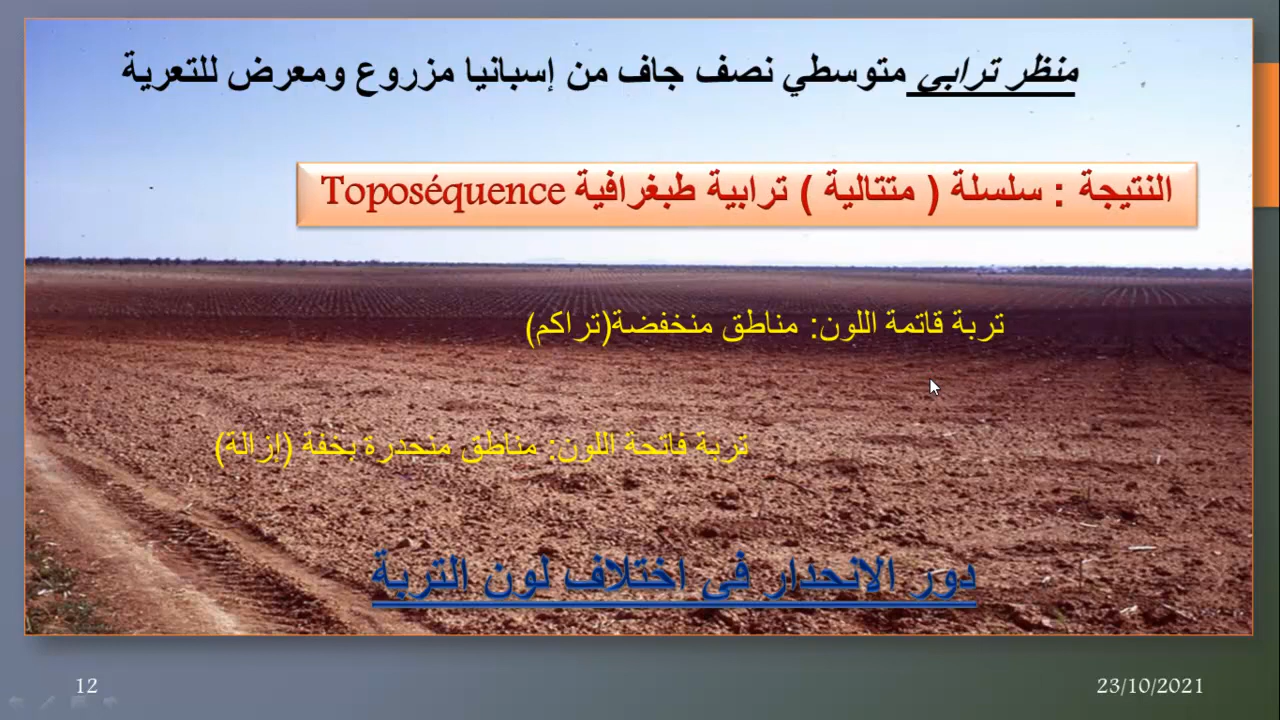 منظر ترابي متوسطي نصف جاف من إسبانيا مزروع ومعرض للتعرية
النتيجة : سلسلة ( متتالية ) ترابية طبغرافية Toposéquence
تربة قاتمة اللون: مناطق منخفضة(تراكم)
تربة فاتحة اللون: مناطق منحدرة بخفة (إزالة)
دور الانحدار في اختلاف لون التربة
12
23/10/2021